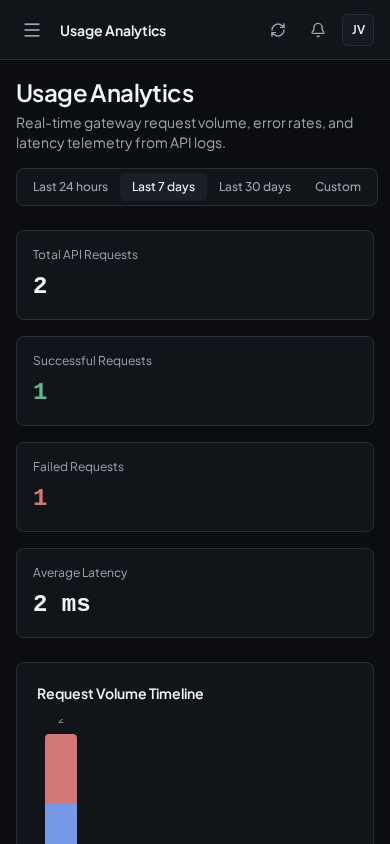 Usage Analytics
JV
Usage Analytics
Real-time gateway request volume, error rates, and
latency telemetry from API logs.
Last 24 hours
Last 7 days
Last 30 days
Custom
Total API Requests
2
Successful Requests
1
Failed Requests
1
Average Latency
2 ms
Request Volume Timeline
2